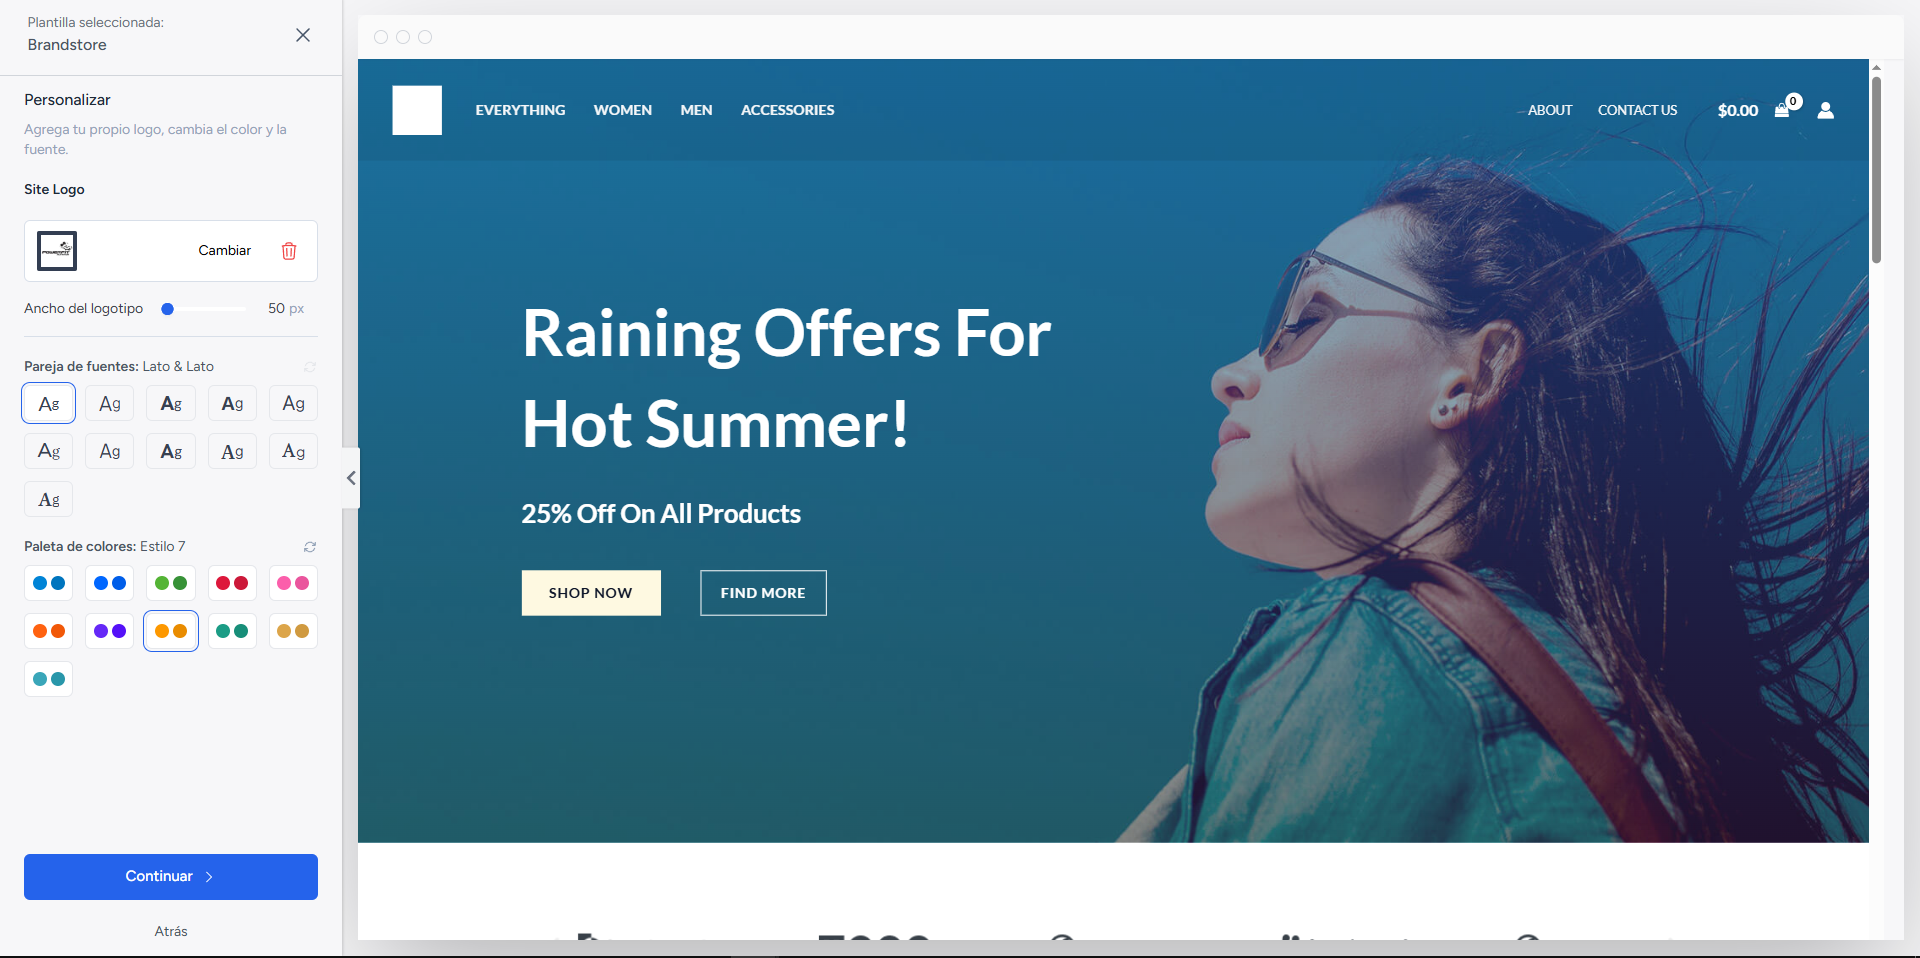 Plantilla seleccionada:
Brandstore
Personalizar
Agrega tu propio logo, cambia el color y la
fuente.
Site Logo
Cambiar
Ancho del logotipo
50 px
Pareja de fuentes: Lato & Lato
Ag Ag Ag Ag Ag
Ag Ag Ag Ag Ag
Ag
Paleta de colores: Estilo 7
Continuar
Atrás
EVERYTHING WOMEN MEN ACCESSORIES
ABOUT CONTACT US $0.00 0
Raining Offers For
Hot Summer!
25% Off On All Products
SHOP NOW FIND MORE